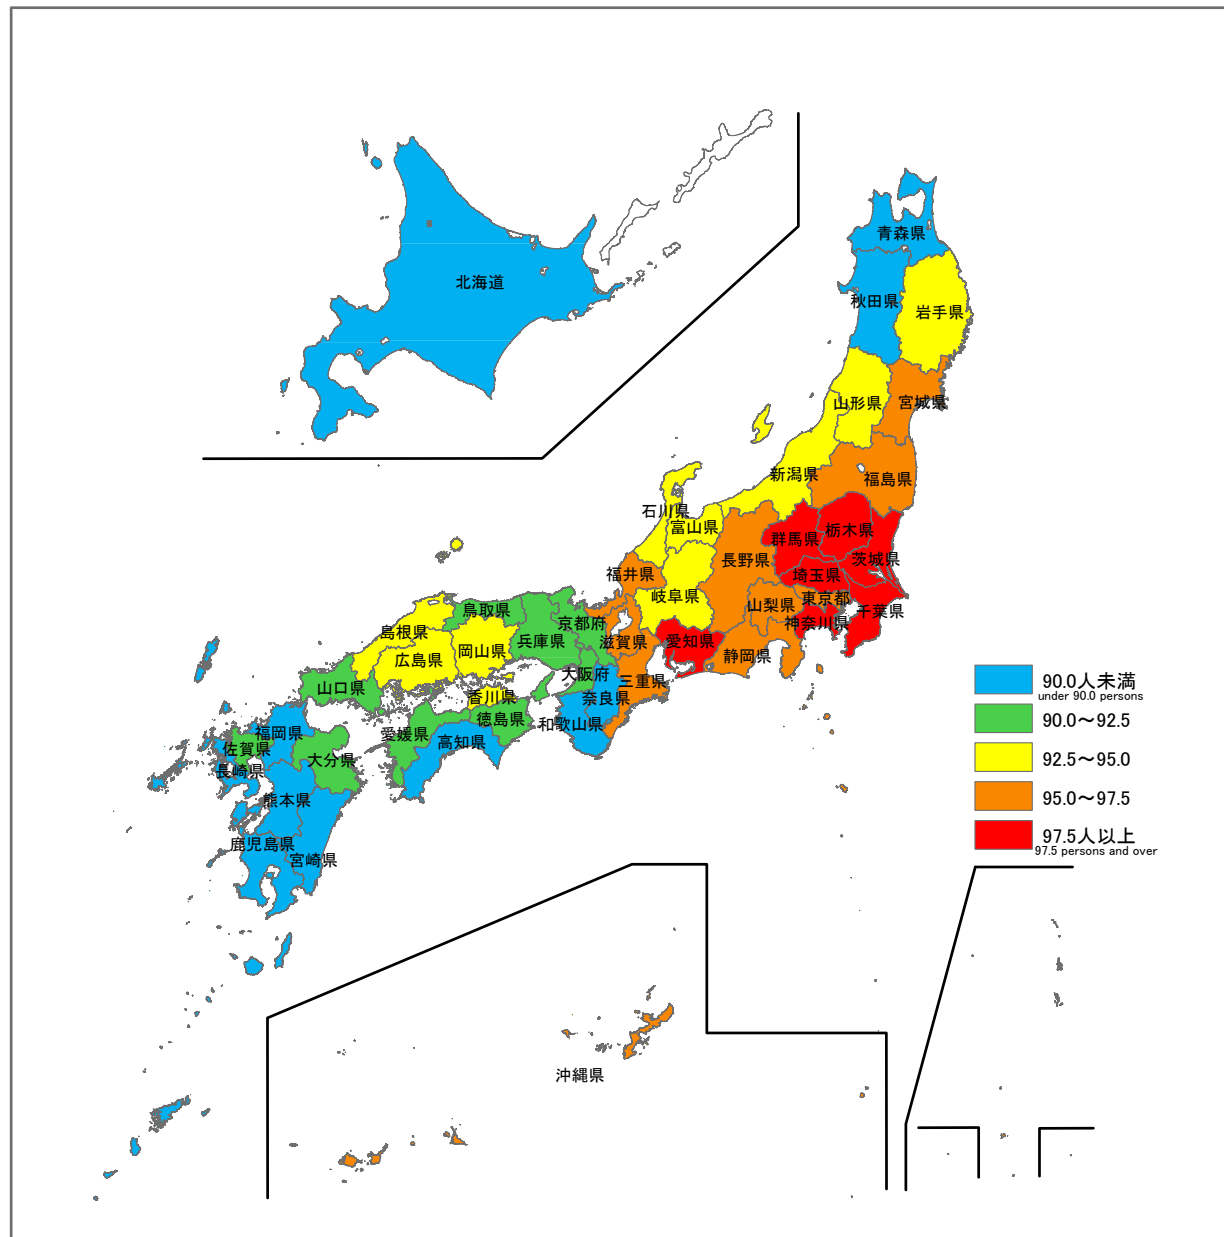 青森県
北海道
秋田県
岩手県
山形県
宮城県
新潟県
福島県
石川県
富山県
栃木県
群馬県
長野県
茨城県
福井県
埼玉県
岐阜県
東京都
山梨県
千葉県
鳥取県
京都府
神奈川県
島根県
兵庫県
滋賀県
愛知県
岡山県
静岡県
広島県
大阪府
三重県
山口県
香川県
奈良県
徳島県
和歌山県
福岡県
愛媛県
高知県
佐賀県
大分県
長崎県
熊本県
鹿児島県
宮崎県
90.0人未満
under 90.0 persons
90.0～92.5
92.5～95.0
95.0～97.5
97.5人以上
97.5 persons and over
沖縄県